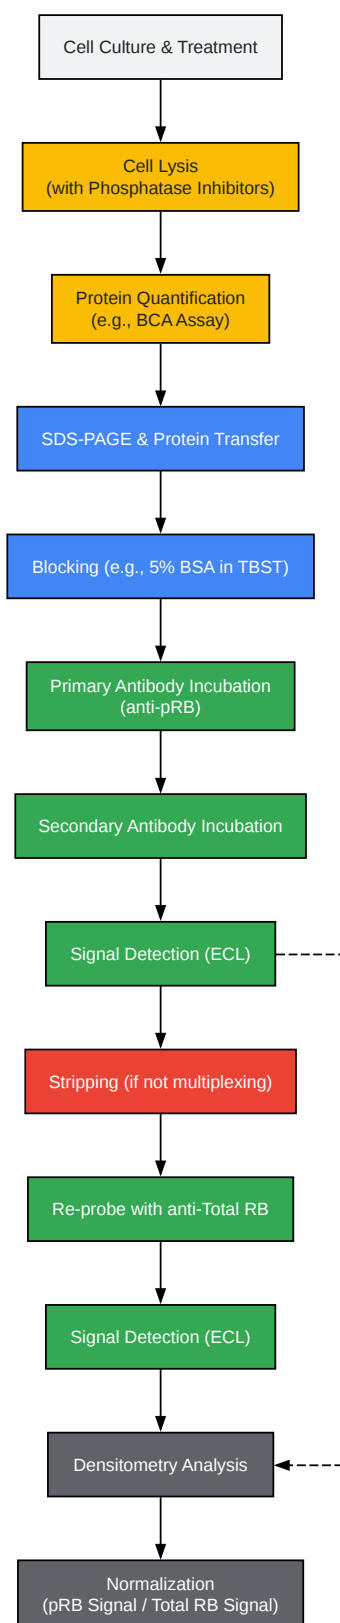 Cell Culture & Treatment
Cell Lysis
(with Phosphatase Inhibitors)
Protein Quantification
(e.g., BCA Assay)
SDS-PAGE & Protein Transfer
Blocking (e.g., 5% BSA in TBST)
Primary Antibody Incubation
(anti-pRB)
Secondary Antibody Incubation
Signal Detection (ECL)
Stripping (if not multiplexing)
Re-probe with anti-Total RB
Signal Detection (ECL)
Densitometry Analysis
Normalization
(pRB Signal / Total RB Signal)